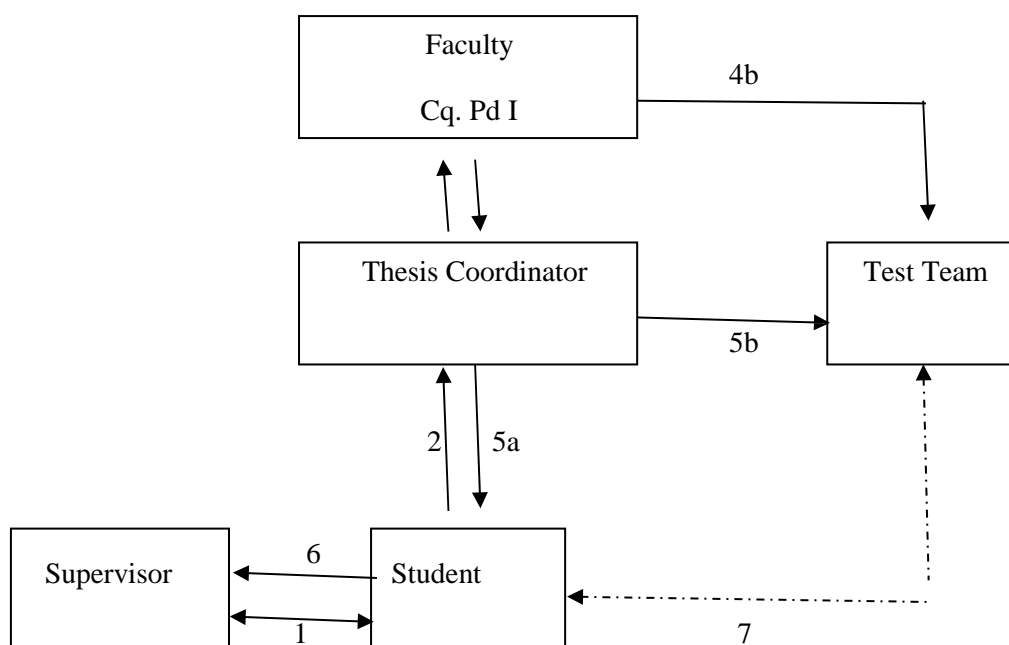 Faculty
4b
Cq. Pd I
Thesis Coordinator
Test Team
5b
2
5a
6
Supervisor
Student
1
7